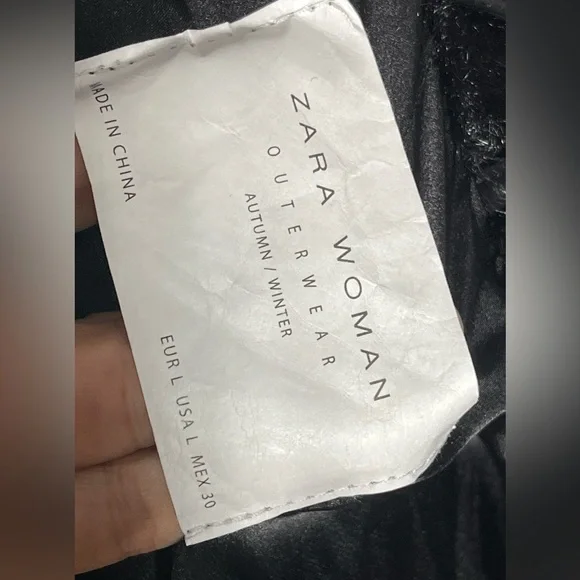 ZARA WOMAN
OUTERWEAR
AUTUMN / WINTER
MADE IN CHINA
EUR L USA L MEX 30